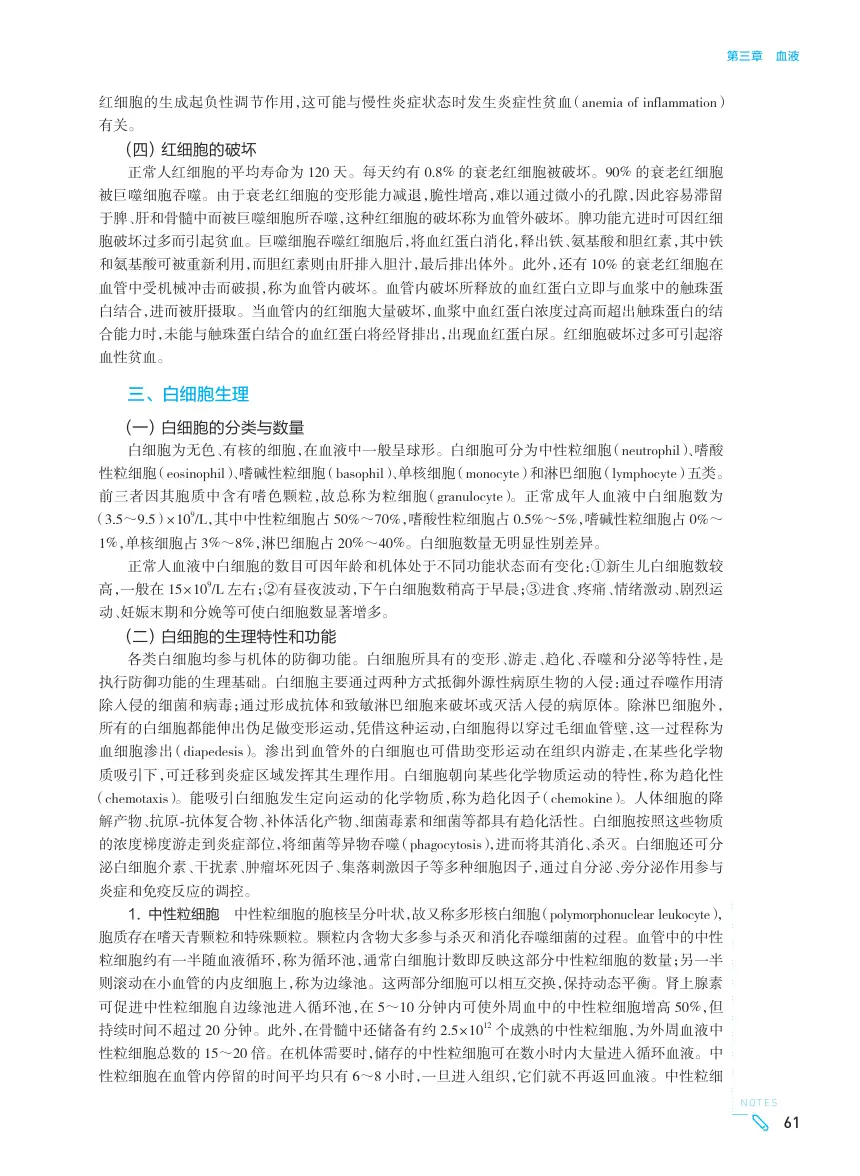 第三章 血液
红细胞的生成起负性调节作用,这可能与慢性炎症状态时发生炎症性贫血(anemia of inflammation)
有关。
(四)红细胞的破坏
正常人红细胞的平均寿命为 120 天。每天约有 0.8% 的衰老红细胞被破坏。90% 的衰老红细胞
被巨噬细胞吞噬。由于衰老红细胞的变形能力减退,脆性增高,难以通过微小的孔隙,因此容易滞留
于脾、肝和骨髓中而被巨噬细胞所吞噬,这种红细胞的破坏称为血管外破坏。脾功能亢进时可因红细
胞破坏过多而引起贫血。巨噬细胞吞噬红细胞后,将血红蛋白消化,释出铁、氨基酸和胆红素,其中铁
和氨基酸可被重新利用,而胆红素则由肝排入胆汁,最后排出体外。此外,还有 10% 的衰老红细胞在
血管中受机械冲击而破损,称为血管内破坏。血管内破坏所释放的血红蛋白立即与血浆中的触珠蛋
白结合,进而被肝摄取。当血管内的红细胞大量破坏,血浆中血红蛋白浓度过高而超出触珠蛋白的结
合能力时,未能与触珠蛋白结合的血红蛋白将经肾排出,出现血红蛋白尿。红细胞破坏过多可引起溶
血性贫血。
三、白细胞生理
(一)白细胞的分类与数量
白细胞为无色、有核的细胞,在血液中一般呈球形。白细胞可分为中性粒细胞(neutrophil)、嗜酸
性粒细胞(eosinophil)、嗜碱性粒细胞(basophil)、单核细胞(monocyte)和淋巴细胞(lymphocyte)五类。
前三者因其胞质中含有嗜色颗粒,故总称为粒细胞(granulocyte)。正常成年人血液中白细胞数为
(3.5～9.5)×10⁹/L,其中中性粒细胞占 50%～70%,嗜酸性粒细胞占 0.5%～5%,嗜碱性粒细胞占 0%～
1%,单核细胞占 3%～8%,淋巴细胞占 20%～40%。白细胞数量无明显性别差异。
正常人血液中白细胞的数目可因年龄和机体处于不同功能状态而有变化:①新生儿白细胞数较
高,一般在 15×10⁹/L 左右;②有昼夜波动,下午白细胞数稍高于早晨;③进食、疼痛、情绪激动、剧烈运
动、妊娠末期和分娩等可使白细胞数显著增多。
(二)白细胞的生理特性和功能
各类白细胞均参与机体的防御功能。白细胞所具有的变形、游走、趋化、吞噬和分泌等特性,是
执行防御功能的生理基础。白细胞主要通过两种方式抵御外源性病原生物的入侵:通过吞噬作用清
除入侵的细菌和病毒;通过形成抗体和致敏淋巴细胞来破坏或灭活入侵的病原体。除淋巴细胞外,
所有的白细胞都能伸出伪足做变形运动,凭借这种运动,白细胞得以穿过毛细血管壁,这一过程称为
血细胞渗出(diapedesis)。渗出到血管外的白细胞也可借助变形运动在组织内游走,在某些化学物
质吸引下,可迁移到炎症区域发挥其生理作用。白细胞朝向某些化学物质运动的特性,称为趋化性
(chemotaxis)。能吸引白细胞发生定向运动的化学物质,称为趋化因子(chemokine)。人体细胞的降
解产物、抗原-抗体复合物、补体活化产物、细菌毒素和细菌等都具有趋化活性。白细胞按照这些物质
的浓度梯度游走到炎症部位,将细菌等异物吞噬(phagocytosis),进而将其消化、杀灭。白细胞还可分
泌白细胞介素、干扰素、肿瘤坏死因子、集落刺激因子等多种细胞因子,通过自分泌、旁分泌作用参与
炎症和免疫反应的调控。
1. 中性粒细胞 中性粒细胞的胞核呈分叶状,故又称多形核白细胞(polymorphonuclear leukocyte),
胞质存在嗜天青颗粒和特殊颗粒。颗粒内含物大多参与杀灭和消化吞噬细菌的过程。血管中的中性
粒细胞约有一半随血液循环,称为循环池,通常白细胞计数即反映这部分中性粒细胞的数量;另一半
则滚动在小血管的内皮细胞上,称为边缘池。这两部分细胞可以相互交换,保持动态平衡。肾上腺素
可促进中性粒细胞自边缘池进入循环池,在 5～10 分钟内可使外周血中的中性粒细胞增高 50%,但
持续时间不超过 20 分钟。此外,在骨髓中还储备有约 2.5×10¹² 个成熟的中性粒细胞,为外周血液中
性粒细胞总数的 15～20 倍。在机体需要时,储存的中性粒细胞可在数小时内大量进入循环血液。中
性粒细胞在血管内停留的时间平均只有 6～8 小时,一旦进入组织,它们就不再返回血液。中性粒细
NOTES
61